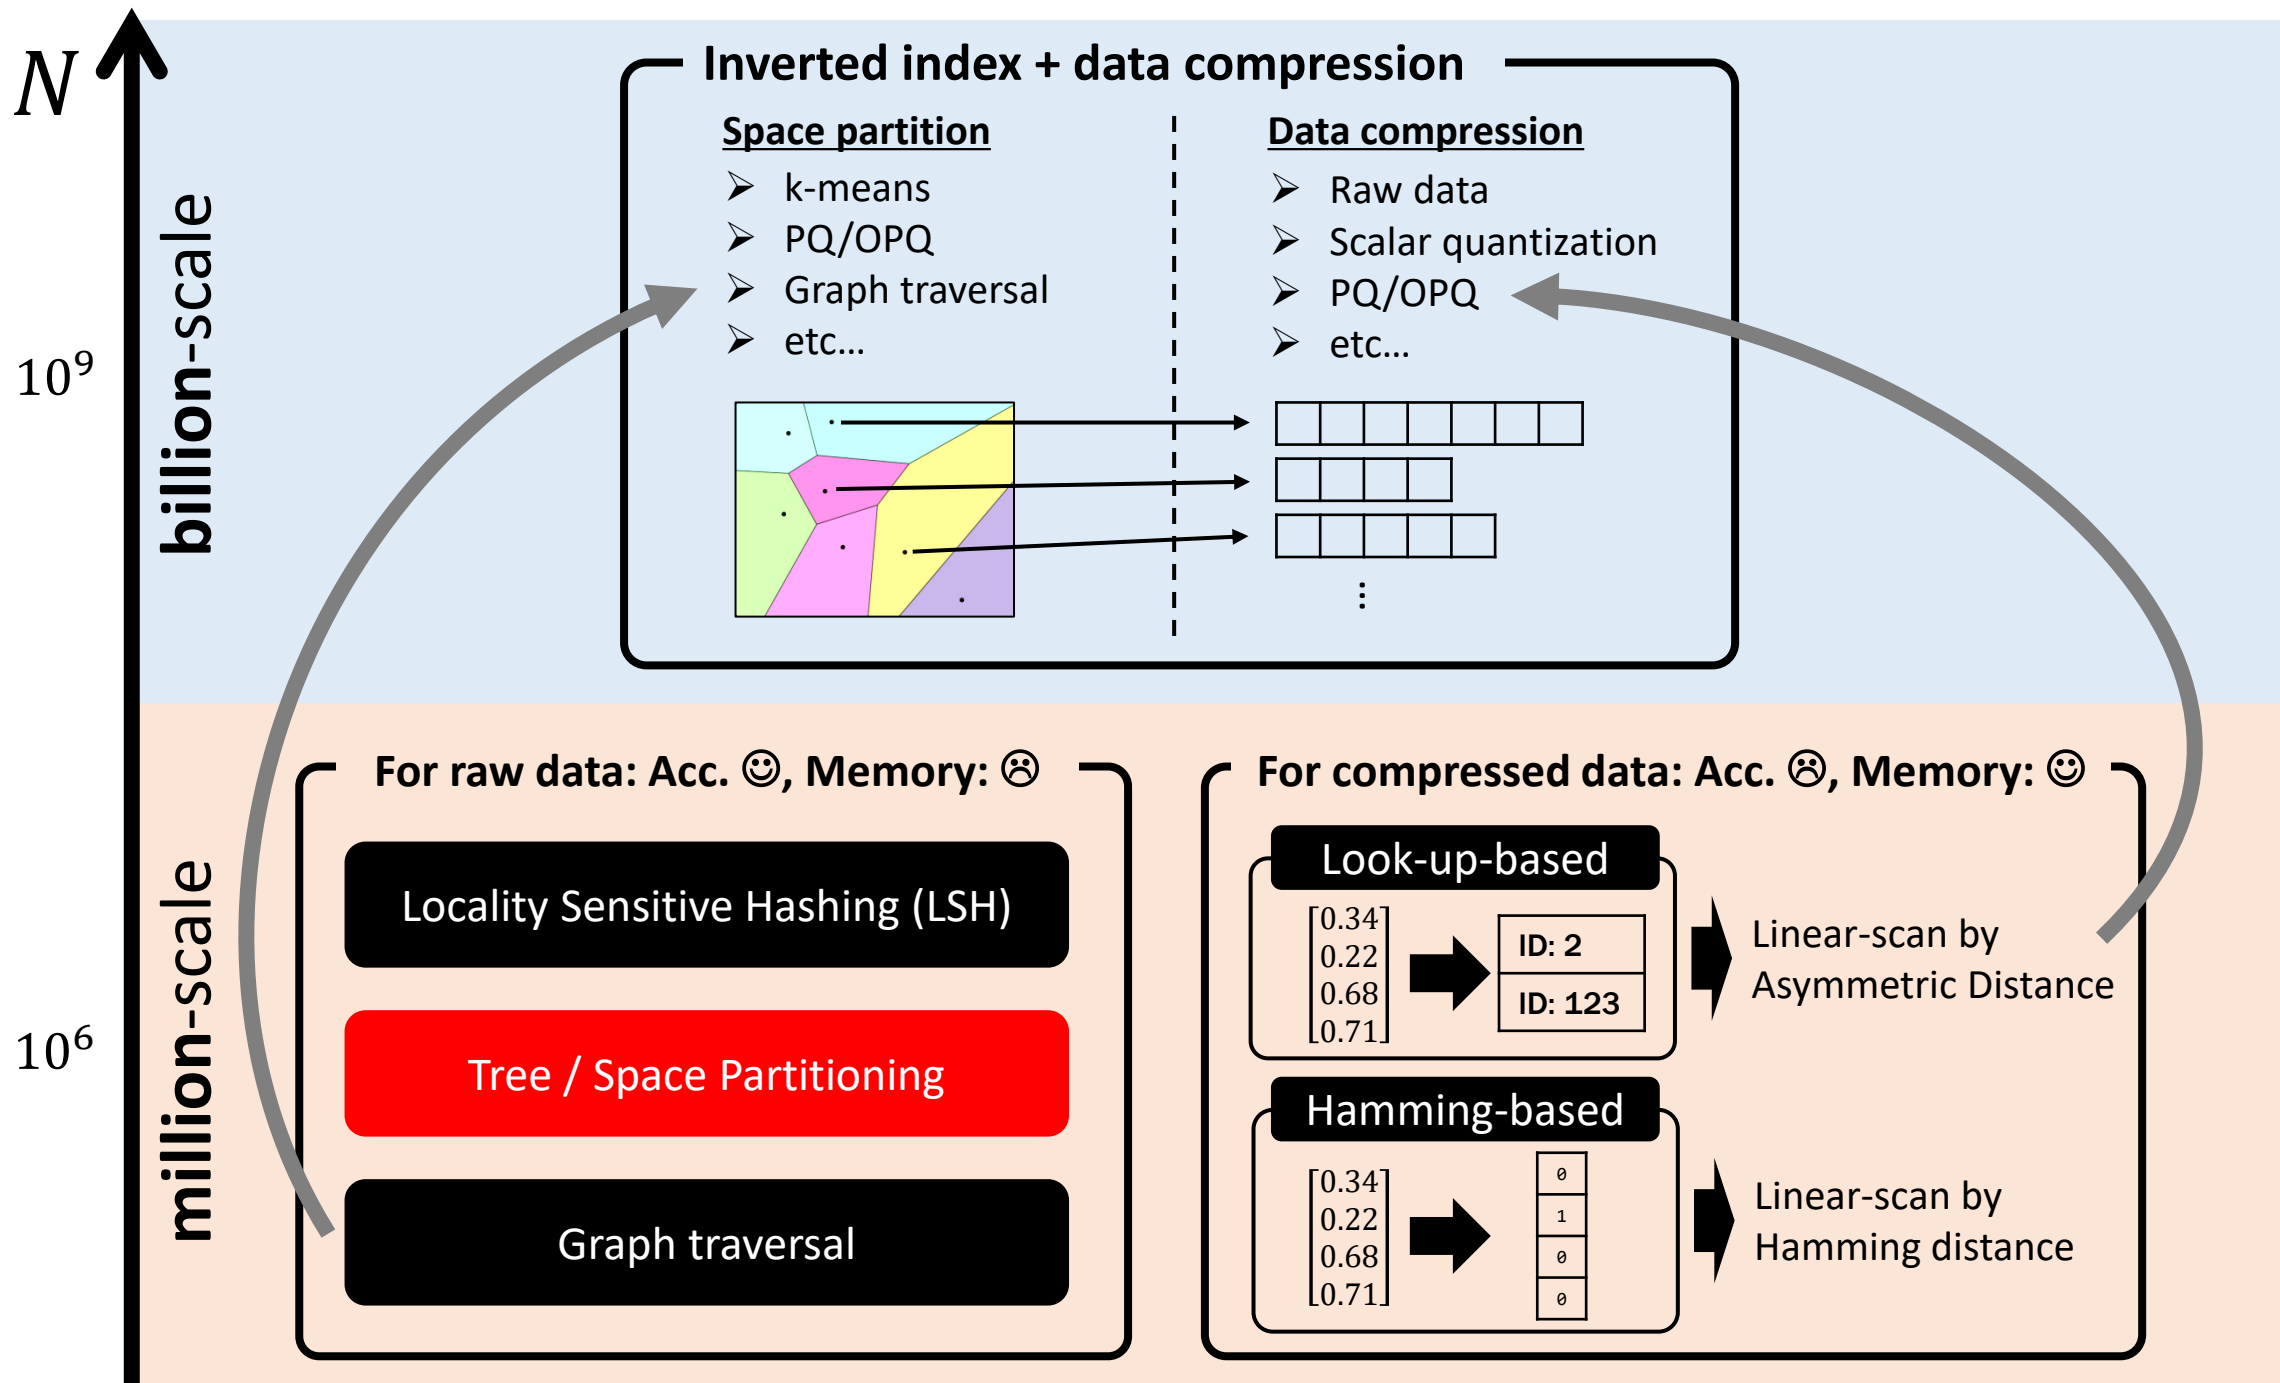 N
Inverted index + data compression
Space partition
➢ k-means
➢ PQ/OPQ
➢ Graph traversal
➢ etc...
Data compression
➢ Raw data
➢ Scalar quantization
➢ PQ/OPQ
➢ etc...
⋮
billion-scale
10⁹
For raw data: Acc. ☺, Memory: ☹
Locality Sensitive Hashing (LSH)
Tree / Space Partitioning
Graph traversal
For compressed data: Acc. ☹, Memory: ☺
Look-up-based
0.34
0.22
0.68
0.71
ID: 2
ID: 123
Linear-scan by
Asymmetric Distance
Hamming-based
0.34
0.22
0.68
0.71
0
1
0
0
Linear-scan by
Hamming distance
million-scale
10⁶